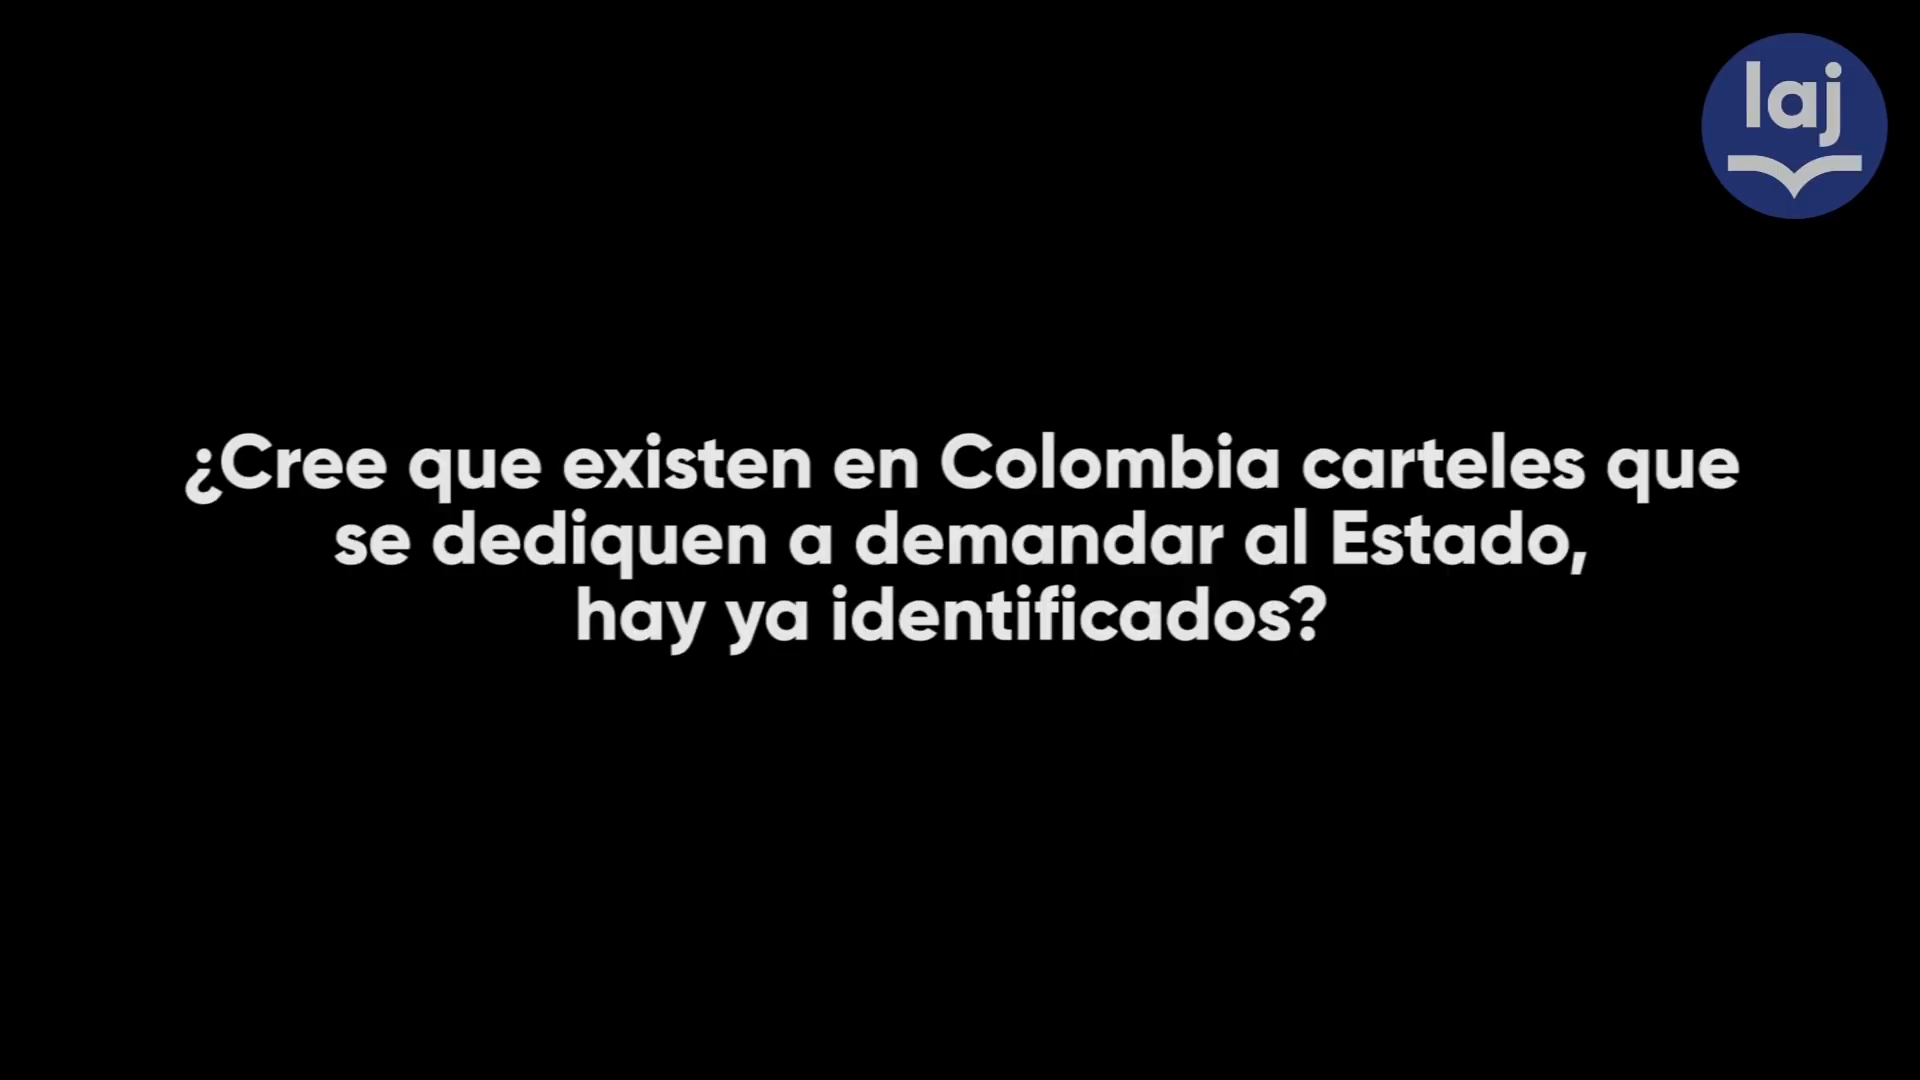 laj
¿Cree que existen en Colombia carteles que
se dediquen a demandar al Estado,
hay ya identificados?